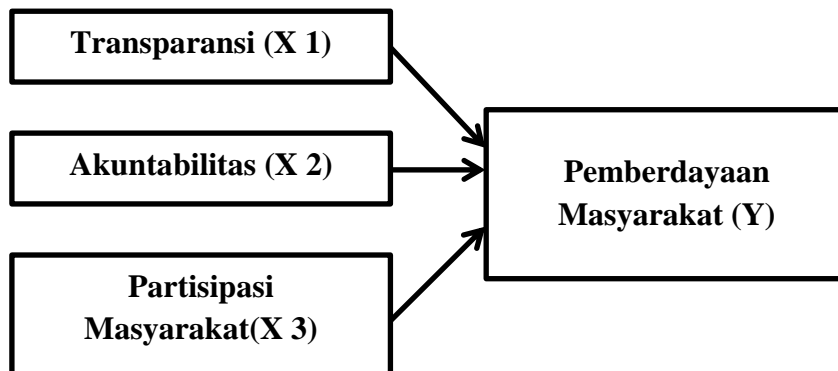 Transparansi (X 1)
Akuntabilitas (X 2)
Pemberdayaan
Masyarakat (Y)
Partisipasi
Masyarakat(X 3)